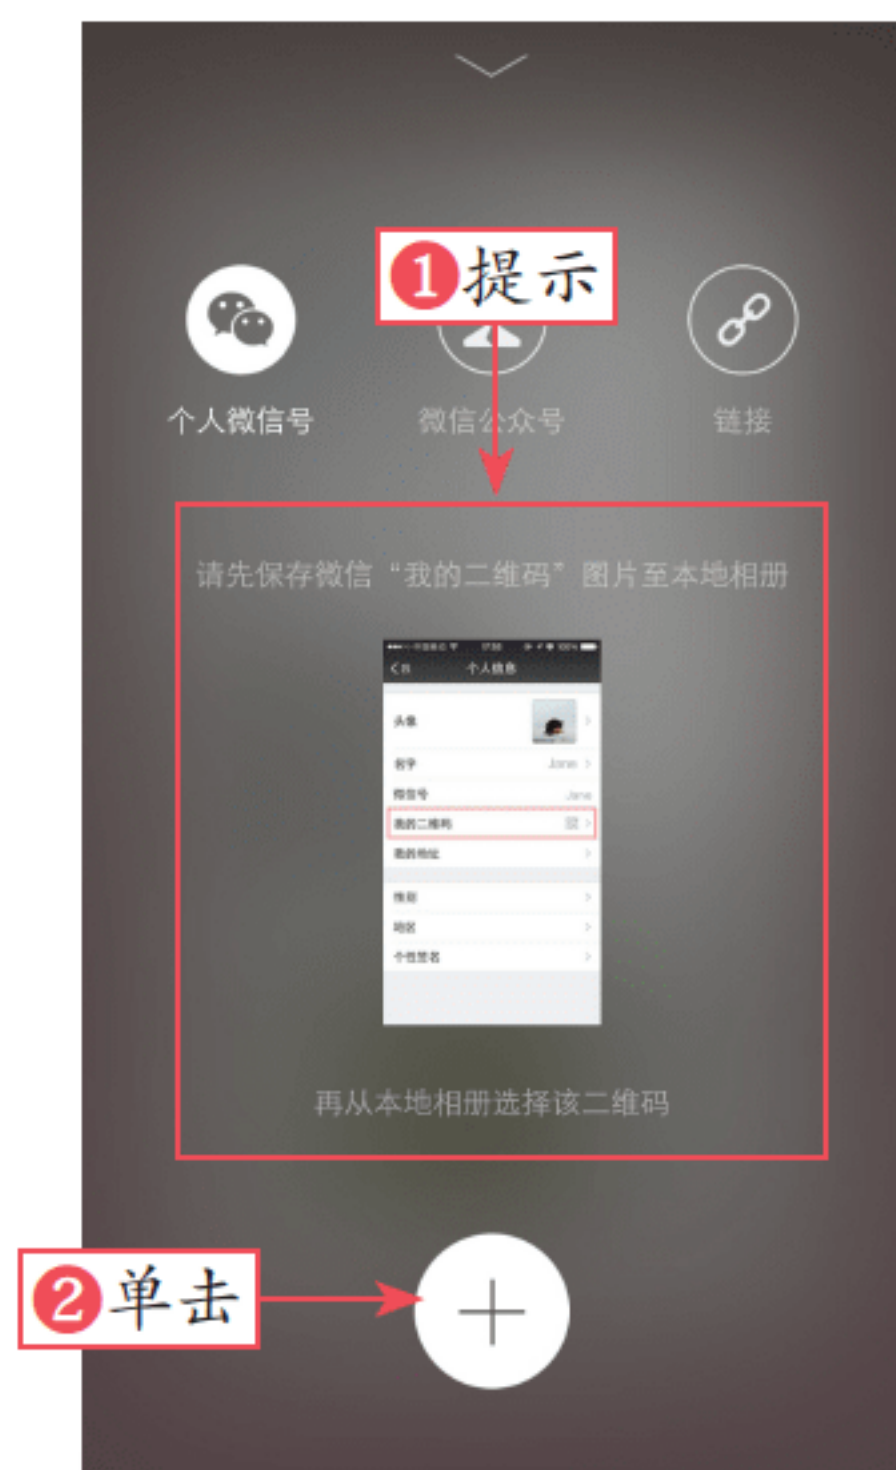 ❶提示
个人微信号
微信公众号
链接
请先保存微信“我的二维码”图片至本地相册
个人信息
头像
名字 Jane
微信号 Jane
我的二维码
我的地址
性别
地区
个性签名
再从本地相册选择该二维码
❷单击